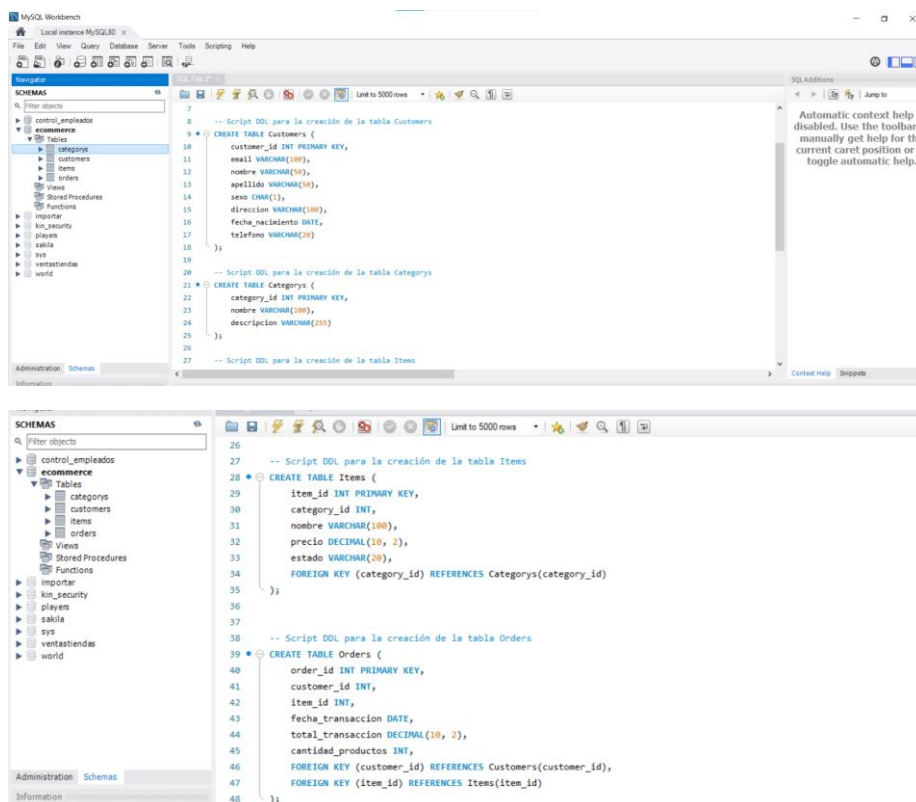 MySQL Workbench
Local instance MySQL80 ×
File Edit View Query Database Server Tools Scripting Help
Navigator
SQL File 3*
SQL Additions
SCHEMAS
Limit to 5000 rows
Jump to
Filter objects
control_empleados
ecommerce
Tables
categorys
customers
items
orders
Views
Stored Procedures
Functions
importar
kin_security
players
sakila
sys
ventastiendas
world
Administration Schemas
Information
7
8 -- Script DDL para la creación de la tabla Customers
9 CREATE TABLE Customers (
10 customer_id INT PRIMARY KEY,
11 email VARCHAR(100),
12 nombre VARCHAR(50),
13 apellido VARCHAR(50),
14 sexo CHAR(1),
15 direccion VARCHAR(100),
16 fecha_nacimiento DATE,
17 telefono VARCHAR(20)
18 );
19
20 -- Script DDL para la creación de la tabla Categorys
21 CREATE TABLE Categorys (
22 category_id INT PRIMARY KEY,
23 nombre VARCHAR(100),
24 descripcion VARCHAR(255)
25 );
26
27 -- Script DDL para la creación de la tabla Items
Automatic context help
disabled. Use the toolbar
manually get help for th
current caret position or
toggle automatic help.
Context Help Snippets
SCHEMAS
Limit to 5000 rows
Filter objects
control_empleados
ecommerce
Tables
categorys
customers
items
orders
Views
Stored Procedures
Functions
importar
kin_security
players
sakila
sys
ventastiendas
world
Administration Schemas
Information
26
27 -- Script DDL para la creación de la tabla Items
28 CREATE TABLE Items (
29 item_id INT PRIMARY KEY,
30 category_id INT,
31 nombre VARCHAR(100),
32 precio DECIMAL(10, 2),
33 estado VARCHAR(20),
34 FOREIGN KEY (category_id) REFERENCES Categorys(category_id)
35 );
36
37
38 -- Script DDL para la creación de la tabla Orders
39 CREATE TABLE Orders (
40 order_id INT PRIMARY KEY,
41 customer_id INT,
42 item_id INT,
43 fecha_transaccion DATE,
44 total_transaccion DECIMAL(10, 2),
45 cantidad_productos INT,
46 FOREIGN KEY (customer_id) REFERENCES Customers(customer_id),
47 FOREIGN KEY (item_id) REFERENCES Items(item_id)
48 );